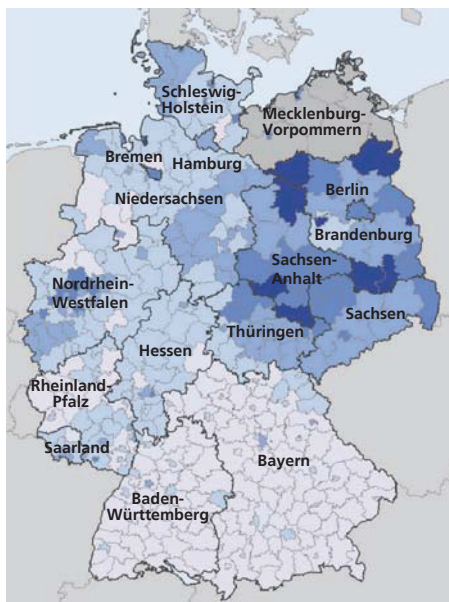 Schleswig-
Holstein
Mecklenburg-
Vorpommern
Bremen
Hamburg
Niedersachsen
Berlin
Brandenburg
Sachsen-
Anhalt
Nordrhein-
Westfalen
Sachsen
Thüringen
Hessen
Rheinland-
Pfalz
Saarland
Bayern
Baden-
Württemberg